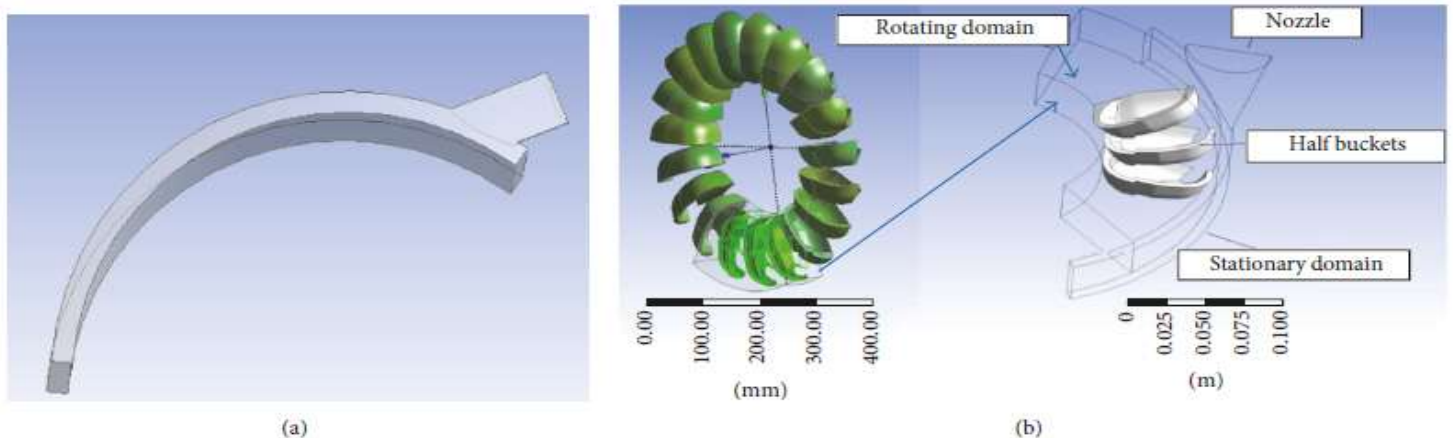 Rotating domain
Nozzle
Half buckets
Stationary domain
0.00
100.00
200.00
300.00
400.00
(mm)
0
0.025
0.050
0.075
0.100
(m)
(a)
(b)